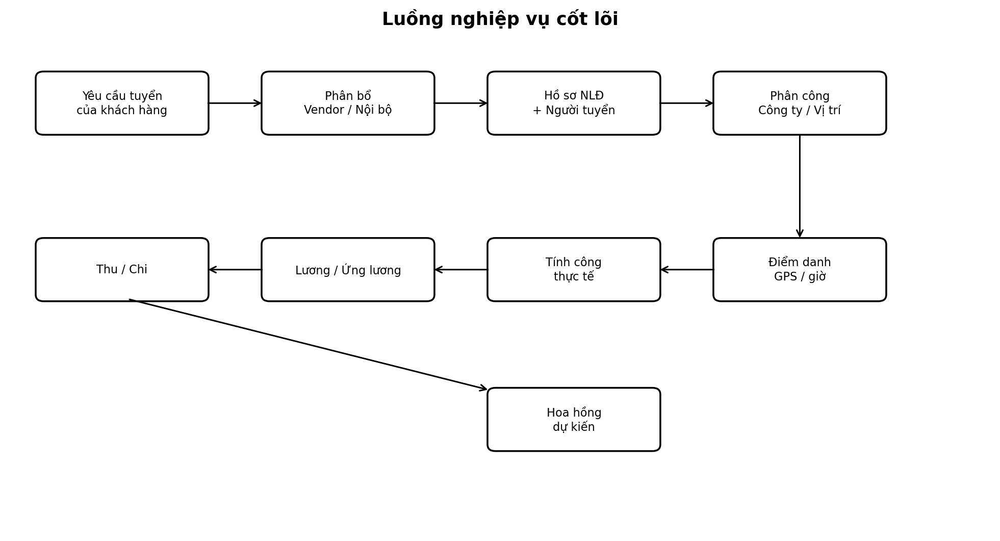 Luồng nghiệp vụ cốt lõi
Yêu cầu tuyển
của khách hàng
Phân bổ
Vendor / Nội bộ
Hồ sơ NLĐ
+ Người tuyển
Phân công
Công ty / Vị trí
Thu / Chi
Lương / Ứng lương
Tính công
thực tế
Điểm danh
GPS / giờ
Hoa hồng
dự kiến